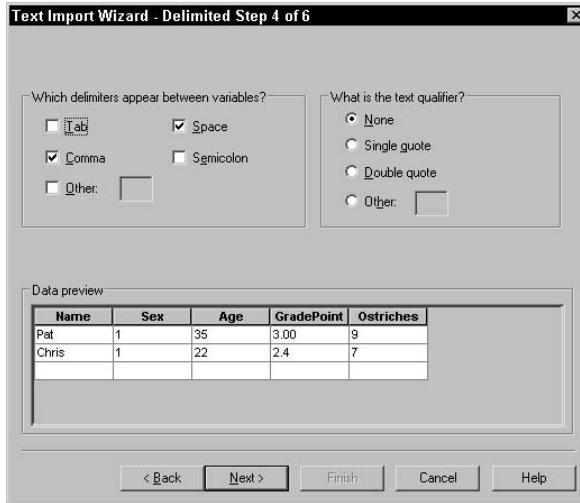 Text Import Wizard - Delimited Step 4 of 6
Which delimiters appear between variables?
Tab
Space
Comma
Semicolon
Other:
What is the text qualifier?
None
Single quote
Double quote
Other:
Data preview
Name Sex Age GradePoint Ostriches
Pat 1 35 3.00 9
Chris 1 22 2.4 7
< Back Next > Finish Cancel Help